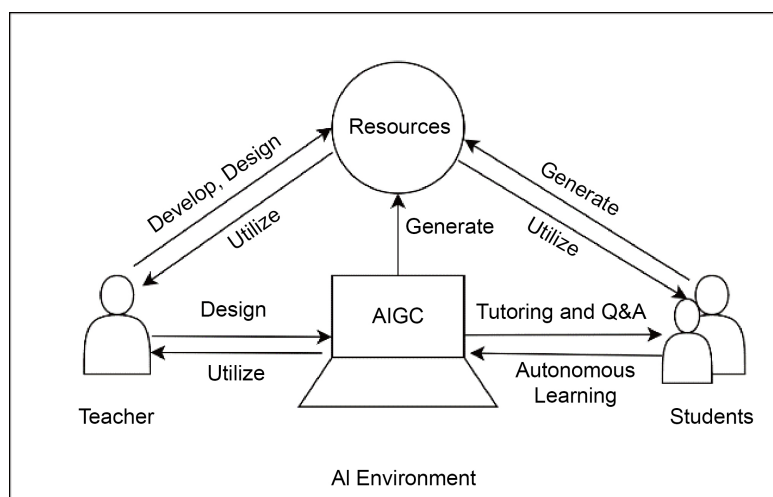 Resources
Develop, Design
Utilize
Generate
Utilize
Generate
Design
AIGC
Tutoring and Q&A
Utilize
Autonomous
Learning
Teacher
Students
AI Environment